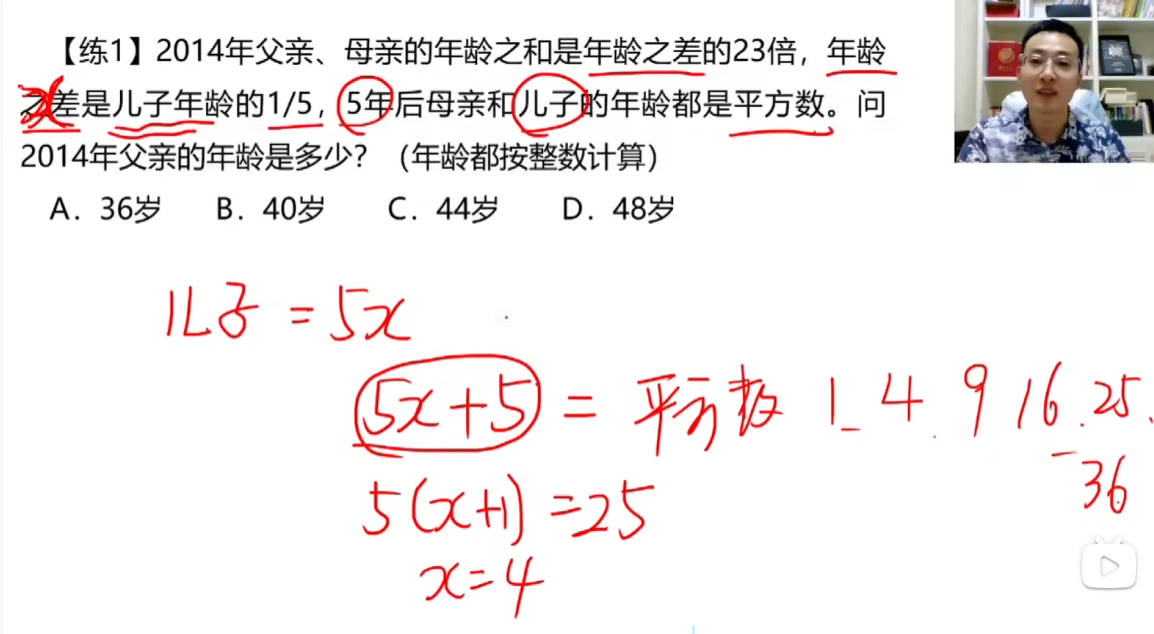 【练1】2014年父亲、母亲的年龄之和是年龄之差的23倍，年龄
之差是儿子年龄的1/5，5年后母亲和儿子的年龄都是平方数。问
2014年父亲的年龄是多少？（年龄都按整数计算）
A．36岁 B．40岁 C．44岁 D．48岁
x
儿子 = 5x
5x+5 = 平方数 1 4 . 9 16 . 25 .
36
5(x+1) =25
x=4